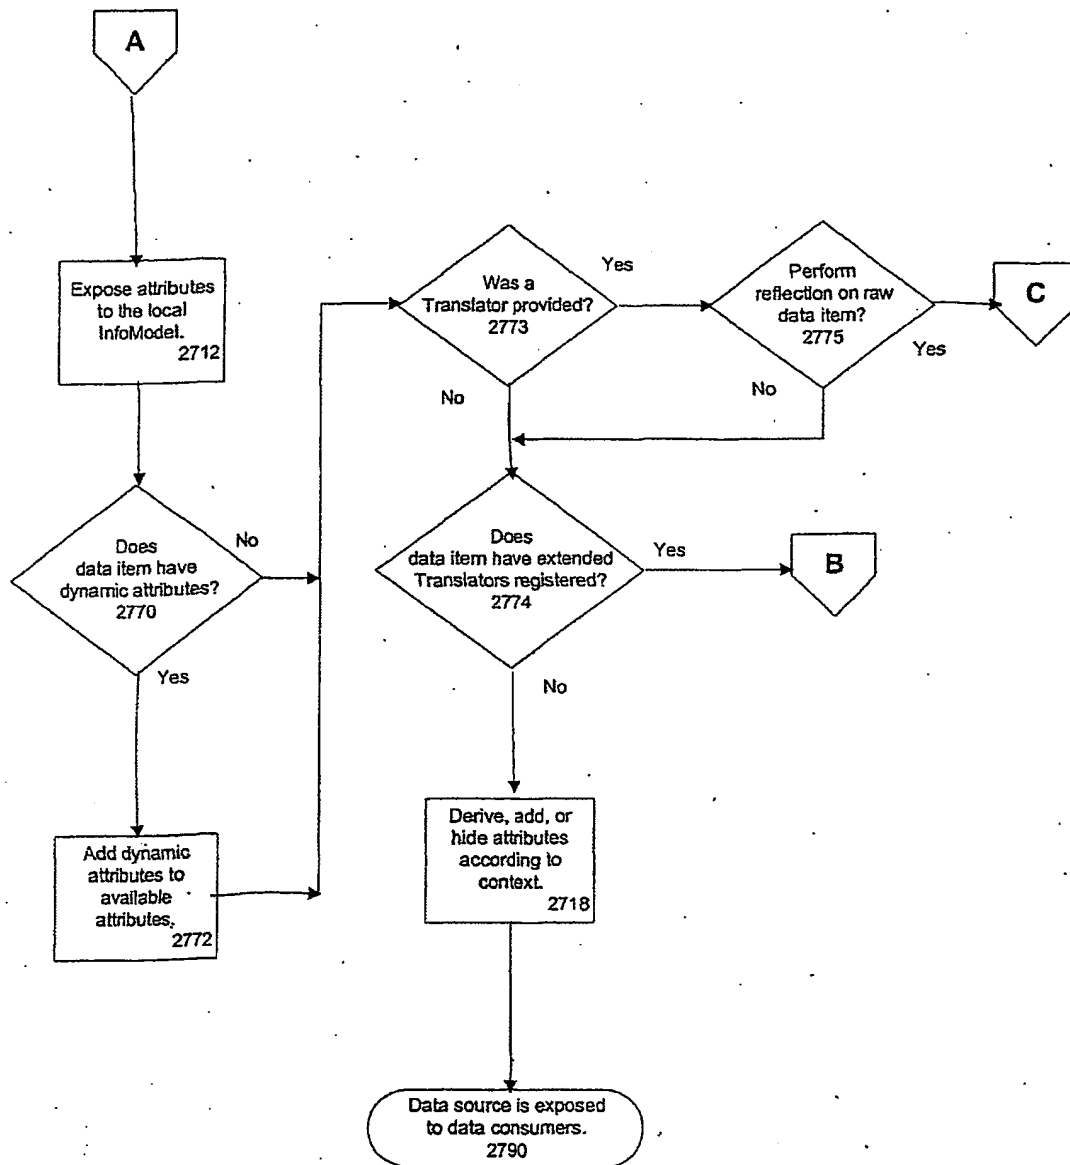 A
Expose attributes
to the local
InfoModel.
2712
Does
data item have
dynamic attributes?
2770
No
Yes
Add dynamic
attributes to
available
attributes.
2772
Was a
Translator provided?
2773
Yes
No
Perform
reflection on raw
data item?
2775
Yes
No
C
Does
data item have extended
Translators registered?
2774
Yes
No
B
Derive, add, or
hide attributes
according to
context.
2718
Data source is exposed
to data consumers.
2790